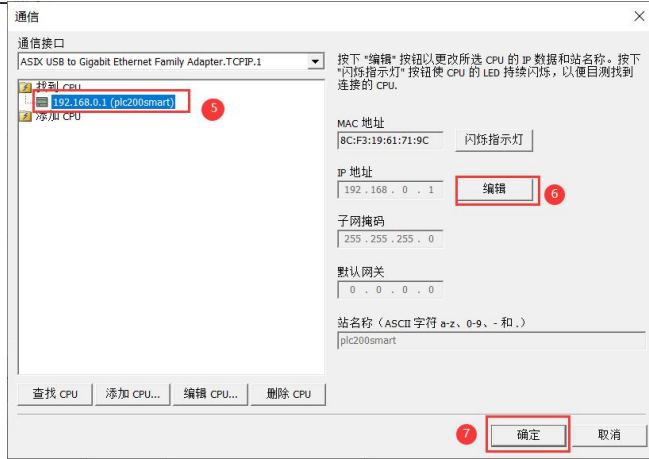 通信
通信接口
ASIX USB to Gigabit Ethernet Family Adapter.TCPIP.1
找到 CPU
192.168.0.1 (plc200smart)
5
添加 CPU
按下 "编辑" 按钮以更改所选 CPU 的 IP 数据和站名称。按下
"闪烁指示灯" 按钮使 CPU 的 LED 持续闪烁，以便目测找到
连接的 CPU.
MAC 地址
8C:F3:19:61:71:9C
闪烁指示灯
IP 地址
192 . 168 . 0 . 1
编辑
6
子网掩码
255 . 255 . 255 . 0
默认网关
0 . 0 . 0 . 0
站名称（ASCII 字符 a-z、0-9、- 和 .）
plc200smart
查找 CPU 添加 CPU... 编辑 CPU... 删除 CPU
7
确定 取消